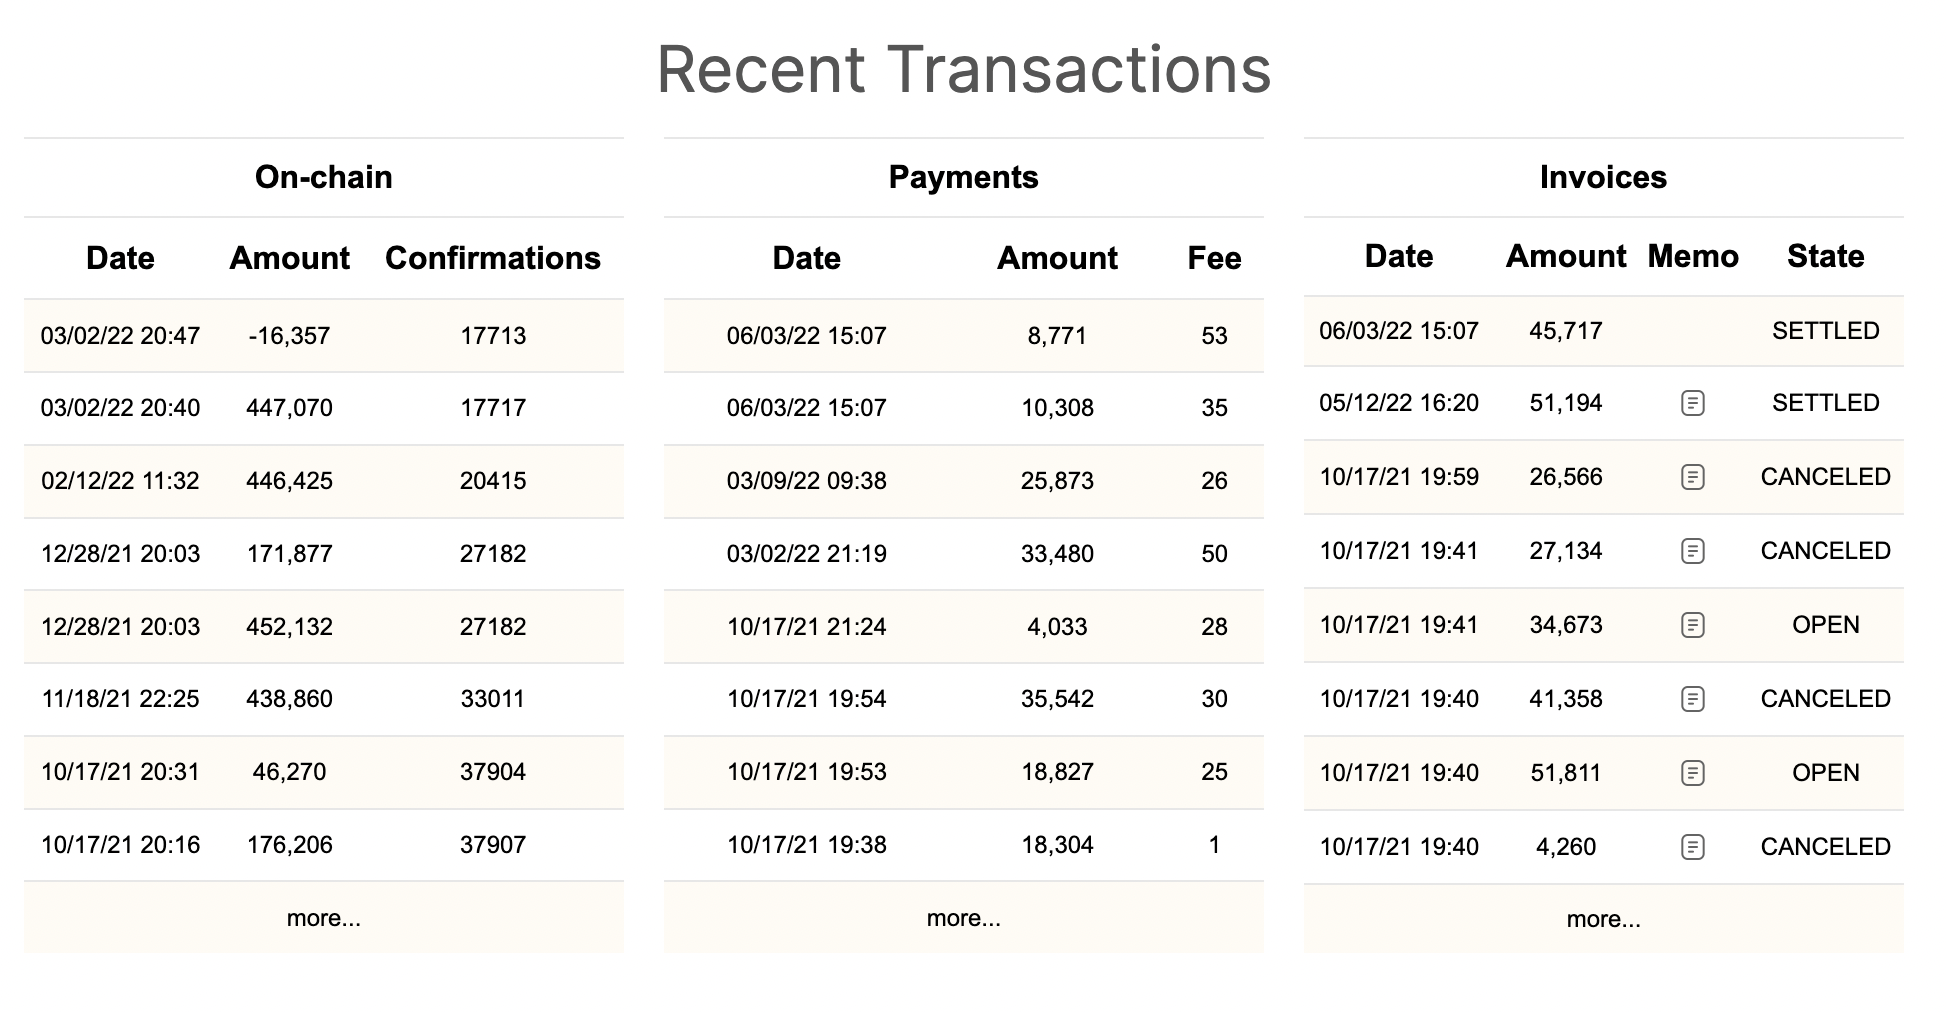 Recent Transactions
On-chain
Date Amount Confirmations
03/02/22 20:47 -16,357 17713
03/02/22 20:40 447,070 17717
02/12/22 11:32 446,425 20415
12/28/21 20:03 171,877 27182
12/28/21 20:03 452,132 27182
11/18/21 22:25 438,860 33011
10/17/21 20:31 46,270 37904
10/17/21 20:16 176,206 37907
more...
Payments
Date Amount Fee
06/03/22 15:07 8,771 53
06/03/22 15:07 10,308 35
03/09/22 09:38 25,873 26
03/02/22 21:19 33,480 50
10/17/21 21:24 4,033 28
10/17/21 19:54 35,542 30
10/17/21 19:53 18,827 25
10/17/21 19:38 18,304 1
more...
Invoices
Date Amount Memo State
06/03/22 15:07 45,717 SETTLED
05/12/22 16:20 51,194 SETTLED
10/17/21 19:59 26,566 CANCELED
10/17/21 19:41 27,134 CANCELED
10/17/21 19:41 34,673 OPEN
10/17/21 19:40 41,358 CANCELED
10/17/21 19:40 51,811 OPEN
10/17/21 19:40 4,260 CANCELED
more...